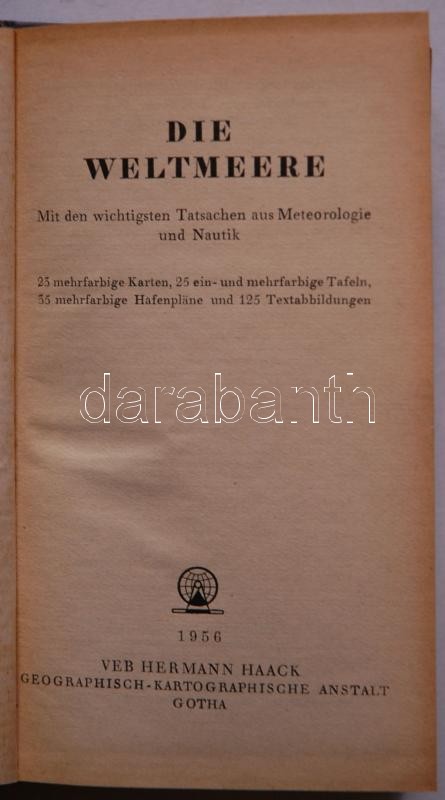 DIE
WELTMEERE
Mit den wichtigsten Tatsachen aus Meteorologie
und Nautik
23 mehrfarbige Karten, 25 ein- und mehrfarbige Tafeln,
35 mehrfarbige Hafenpläne und 125 Textabbildungen
darabanth
1956
VEB HERMANN HAACK
GEOGRAPHISCH-KARTOGRAPHISCHE ANSTALT
GOTHA